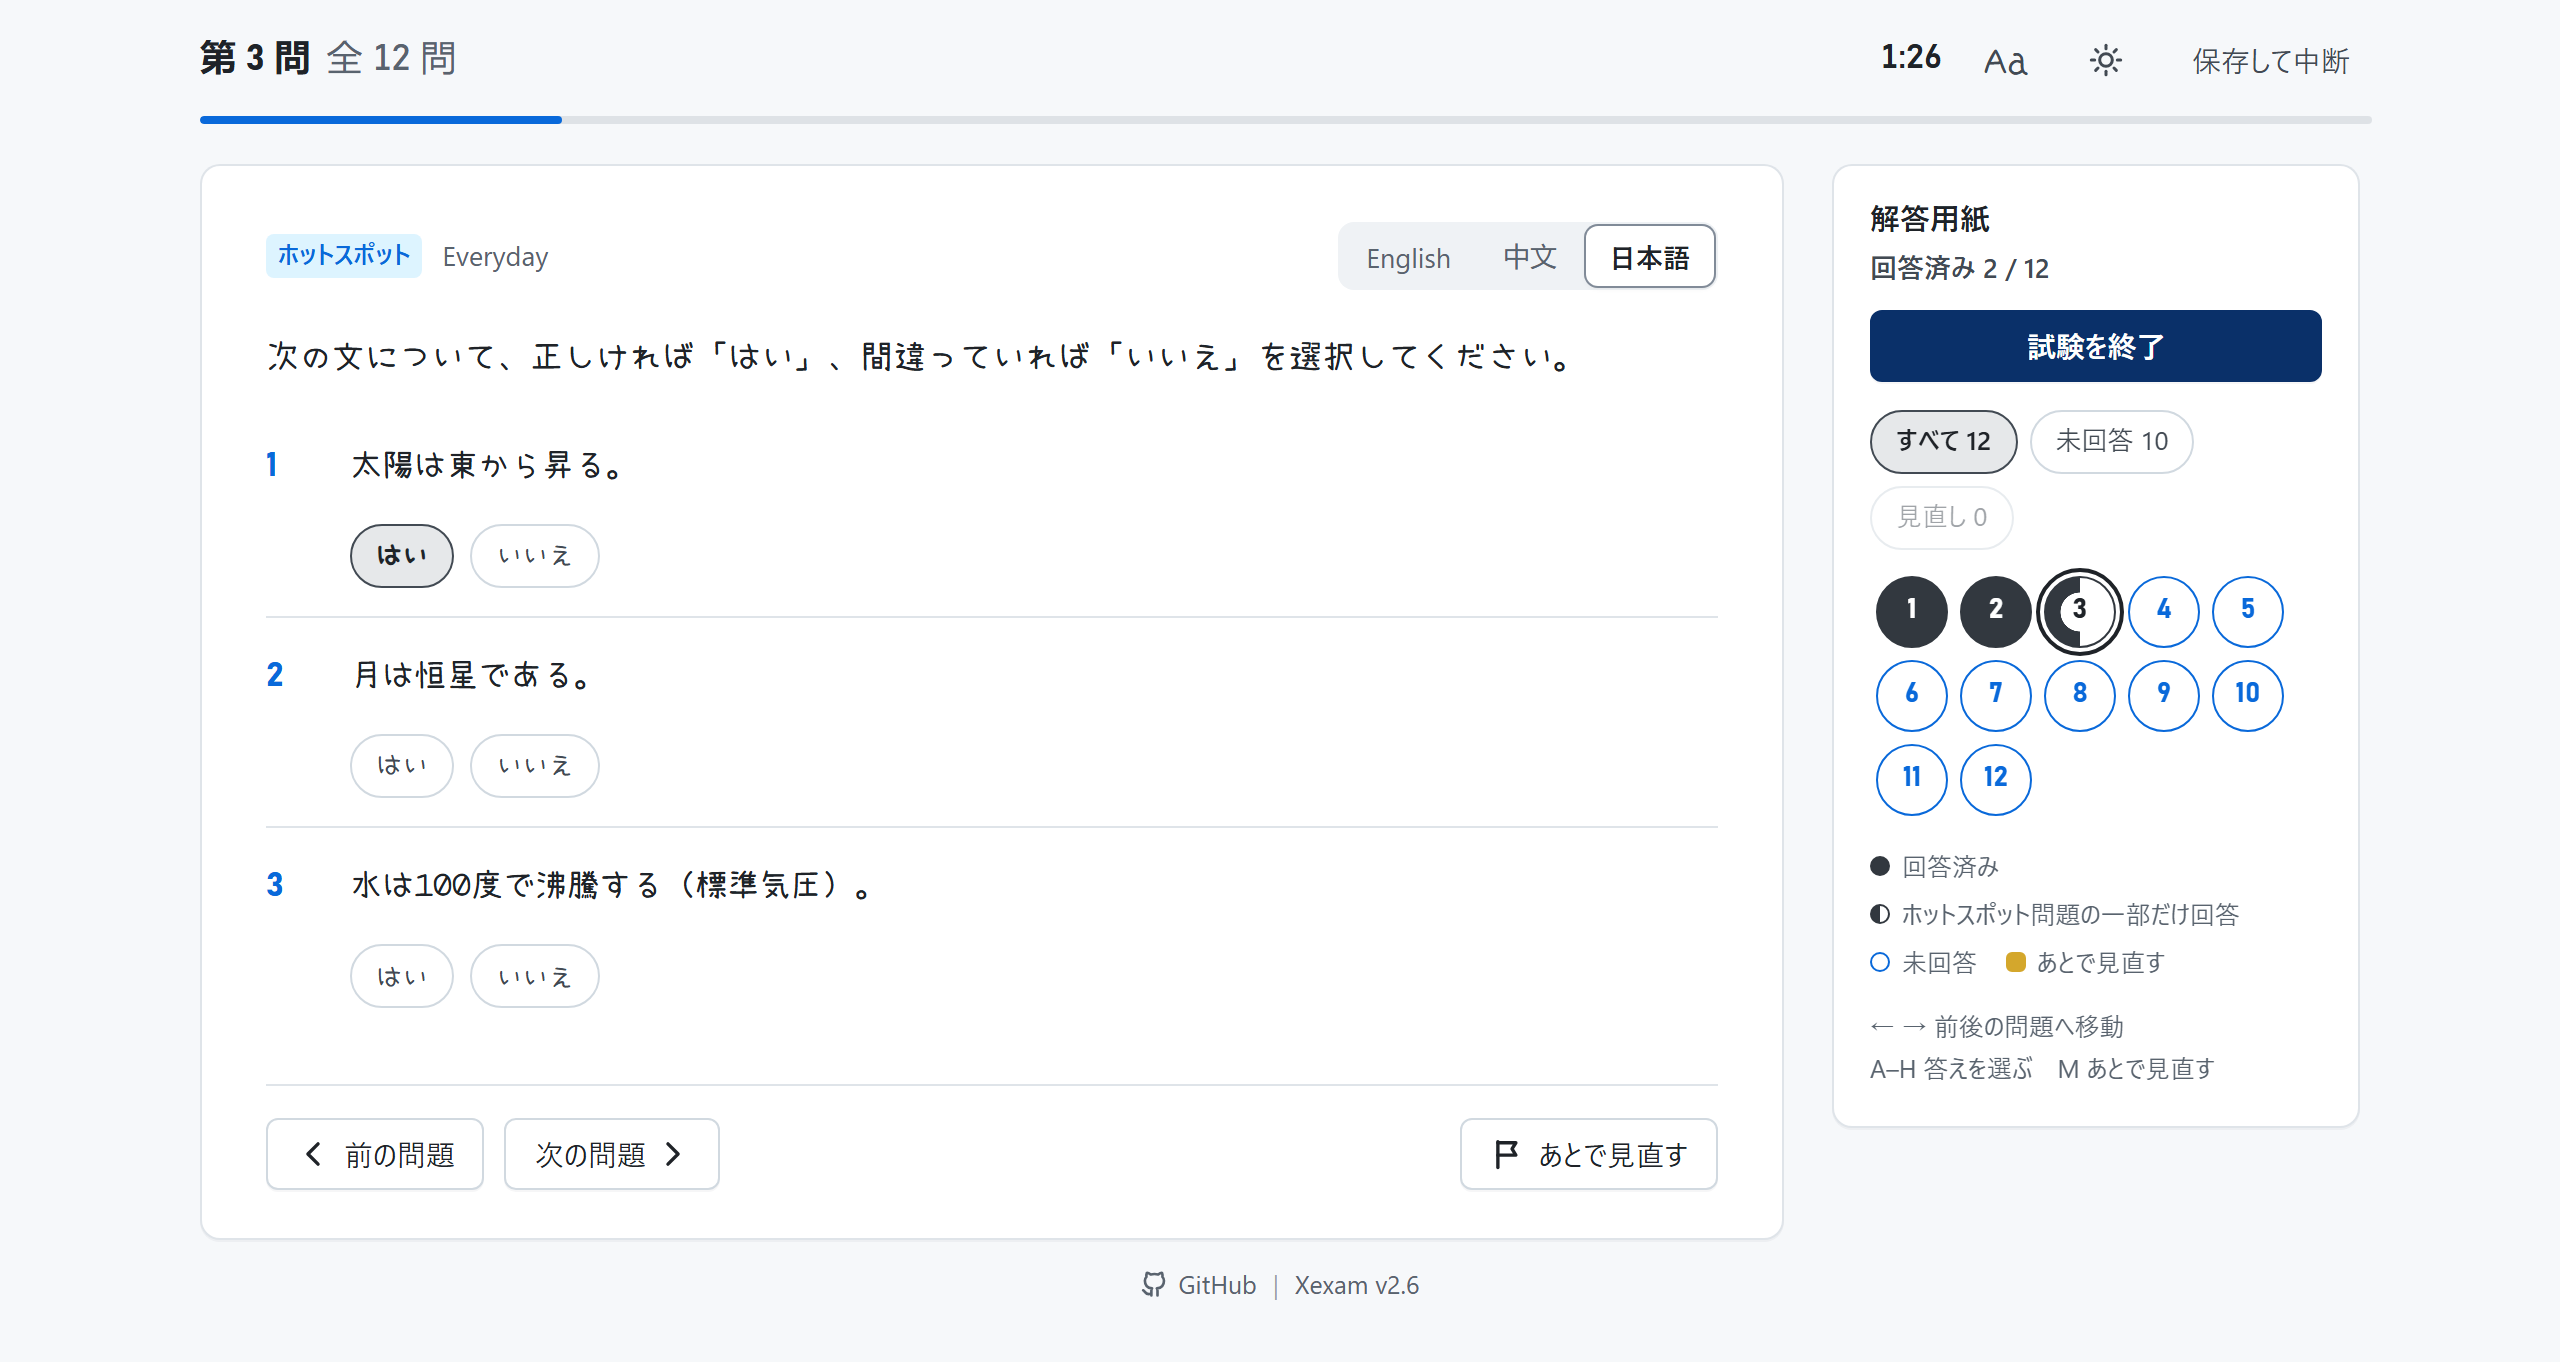 第 3 問 全 12 問
1:26 Aa 保存して中断
ホットスポット Everyday
English 中文 日本語
次の文について、正しければ「はい」、間違っていれば「いいえ」を選択してください。
1 太陽は東から昇る。
はい いいえ
2 月は恒星である。
はい いいえ
3 水は100度で沸騰する（標準気圧）。
はい いいえ
前の問題 次の問題 あとで見直す
解答用紙
回答済み 2 / 12
試験を終了
すべて 12 未回答 10
見直し 0
1 2 3 4 5
6 7 8 9 10
11 12
回答済み
ホットスポット問題の一部だけ回答
未回答 あとで見直す
← → 前後の問題へ移動
A–H 答えを選ぶ M あとで見直す
GitHub | Xexam v2.6